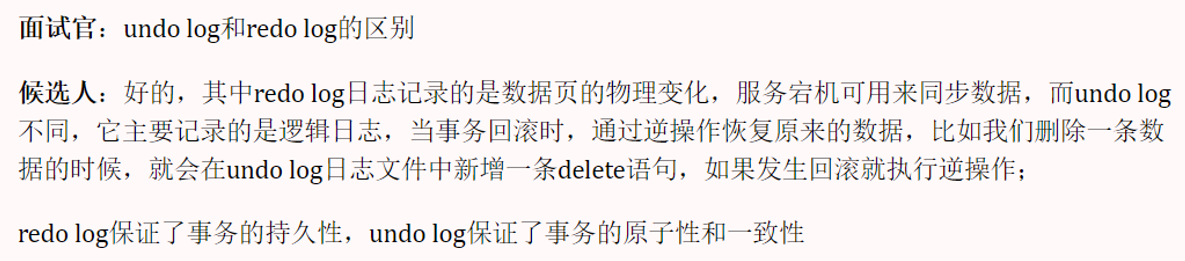 面试官：undo log和redo log的区别
候选人：好的，其中redo log日志记录的是数据页的物理变化，服务宕机可用来同步数据，而undo log
不同，它主要记录的是逻辑日志，当事务回滚时，通过逆操作恢复原来的数据，比如我们删除一条数
据的时候，就会在undo log日志文件中新增一条delete语句，如果发生回滚就执行逆操作；
redo log保证了事务的持久性，undo log保证了事务的原子性和一致性